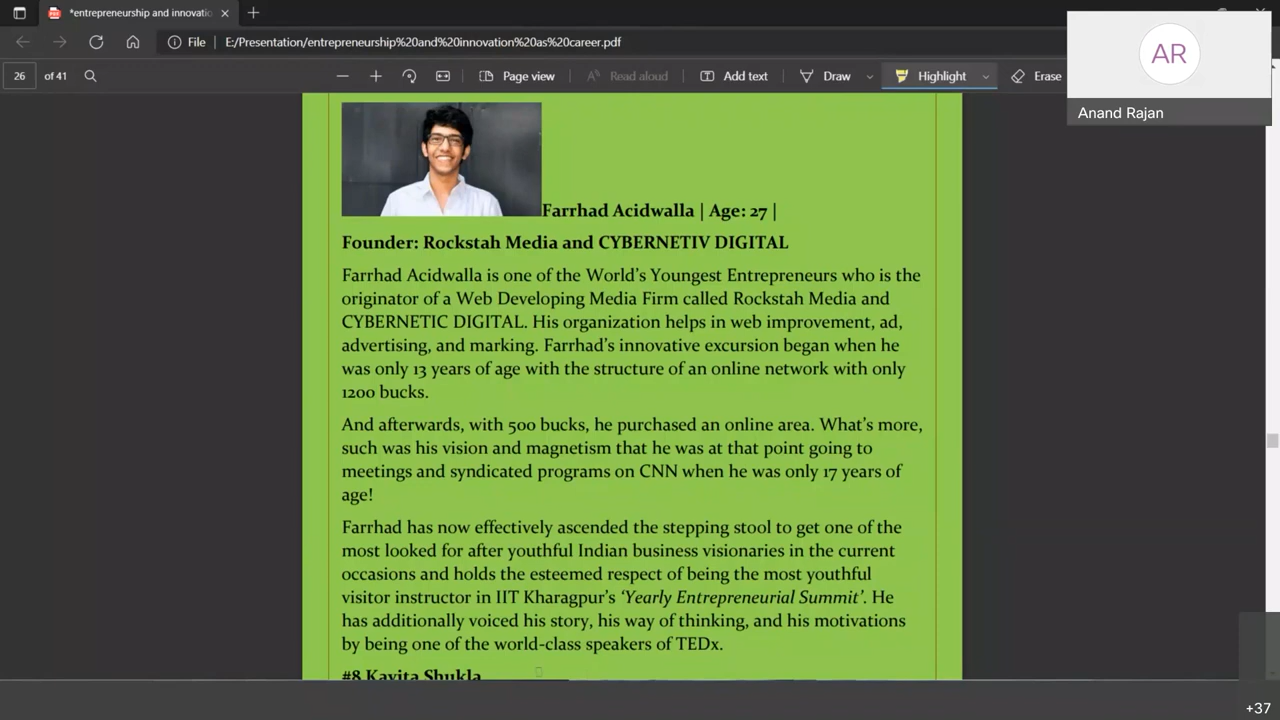 *entrepreneurship and innovatio
File
E:/Presentation/entrepreneurship%20and%20innovation%20as%20career.pdf
AR
Anand Rajan
26 of 41
Page view
Read aloud
Add text
Draw
Highlight
Erase
Farrhad Acidwalla | Age: 27 |
Founder: Rockstah Media and CYBERNETIV DIGITAL
Farrhad Acidwalla is one of the World's Youngest Entrepreneurs who is the
originator of a Web Developing Media Firm called Rockstah Media and
CYBERNETIC DIGITAL. His organization helps in web improvement, ad,
advertising, and marking. Farrhad's innovative excursion began when he
was only 13 years of age with the structure of an online network with only
1200 bucks.
And afterwards, with 500 bucks, he purchased an online area. What's more,
such was his vision and magnetism that he was at that point going to
meetings and syndicated programs on CNN when he was only 17 years of
age!
Farrhad has now effectively ascended the stepping stool to get one of the
most looked for after youthful Indian business visionaries in the current
occasions and holds the esteemed respect of being the most youthful
visitor instructor in IIT Kharagpur's 'Yearly Entrepreneurial Summit'. He
has additionally voiced his story, his way of thinking, and his motivations
by being one of the world-class speakers of TEDx.
#8 Kavita Shukla
+37